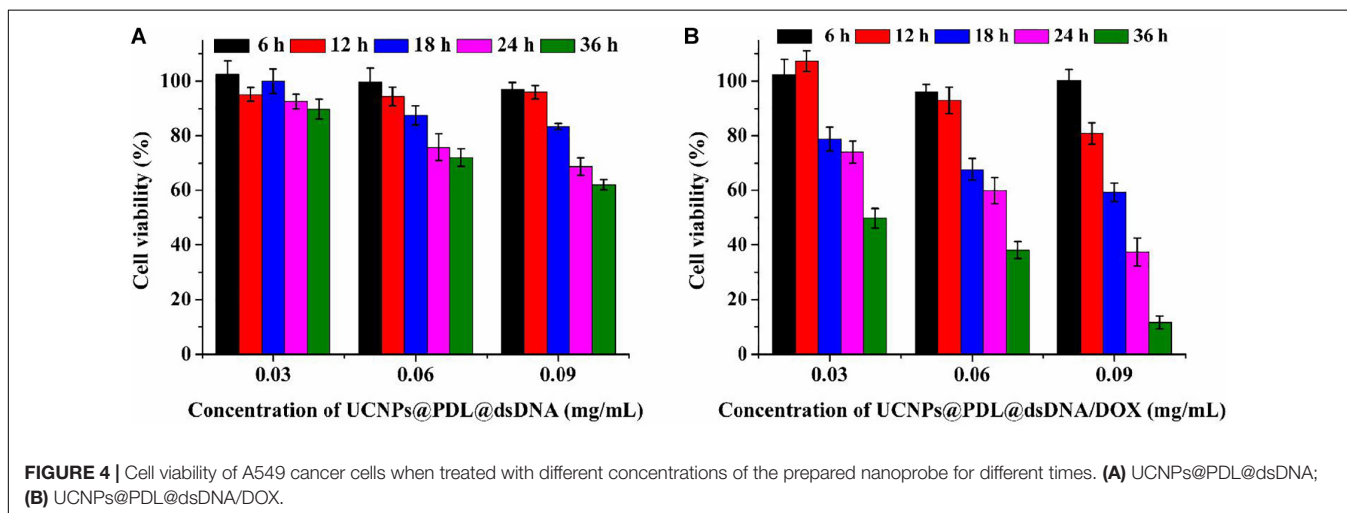 A
6 h 12 h 18 h 24 h 36 h
Cell viability (%)
100
80
60
40
20
0
0.03 0.06 0.09
Concentration of UCNPs@PDL@dsDNA (mg/mL)
B
6 h 12 h 18 h 24 h 36 h
Cell viability (%)
100
80
60
40
20
0
0.03 0.06 0.09
Concentration of UCNPs@PDL@dsDNA/DOX (mg/mL)
FIGURE 4 | Cell viability of A549 cancer cells when treated with different concentrations of the prepared nanoprobe for different times. (A) UCNPs@PDL@dsDNA;
(B) UCNPs@PDL@dsDNA/DOX.